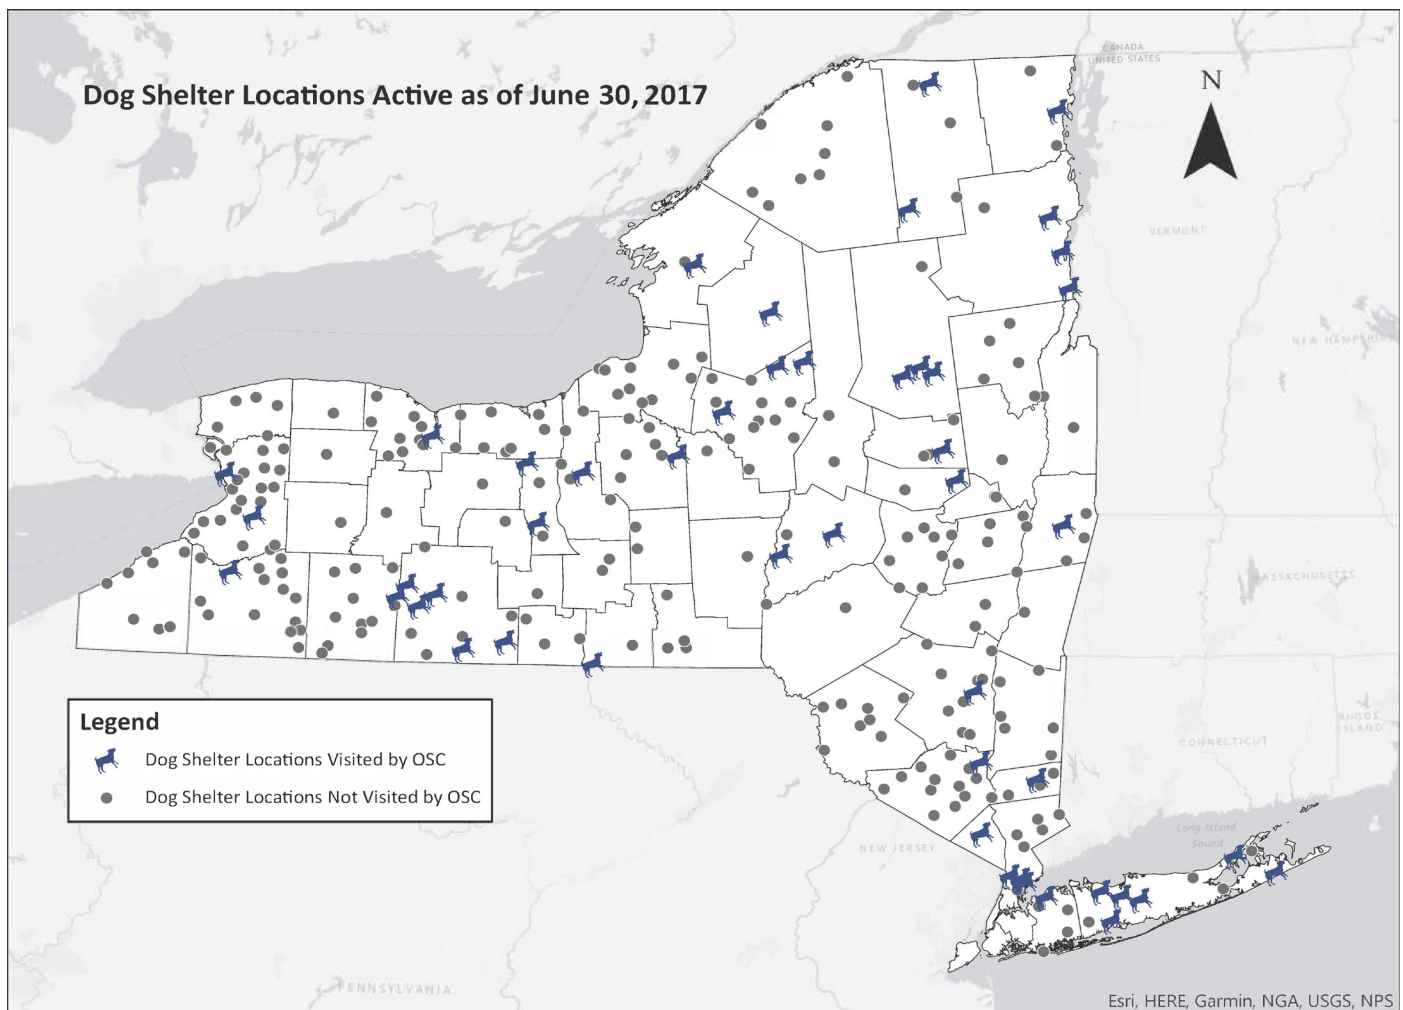 CANADA
UNITED STATES
Dog Shelter Locations Active as of June 30, 2017
N
VERMONT
NEW HAMPSHIRE
MASSACHUSETTS
RHODE
ISLAND
CONNECTICUT
Legend
Dog Shelter Locations Visited by OSC
Dog Shelter Locations Not Visited by OSC
Long Island
Sound
NEW JERSEY
PENNSYLVANIA
Esri, HERE, Garmin, NGA, USGS, NPS